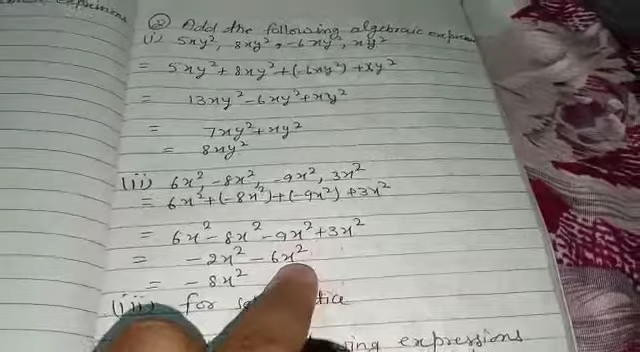 ② Add the following algebraic
(i) 5xy², 8xy², -6xy², xy²
= 5xy² + 8xy² + (-6xy²) + xy²
= 13xy² - 6xy² + xy²
= 7xy² + xy²
= 8xy²
(ii) 6x², -8x², -9x², 3x²
= 6x² + (-8x²) + (-9x²) + 3x²
= 6x² - 8x² - 9x² + 3x²
= -2x² - 6x²
= -8x²
(iii) for
expressions